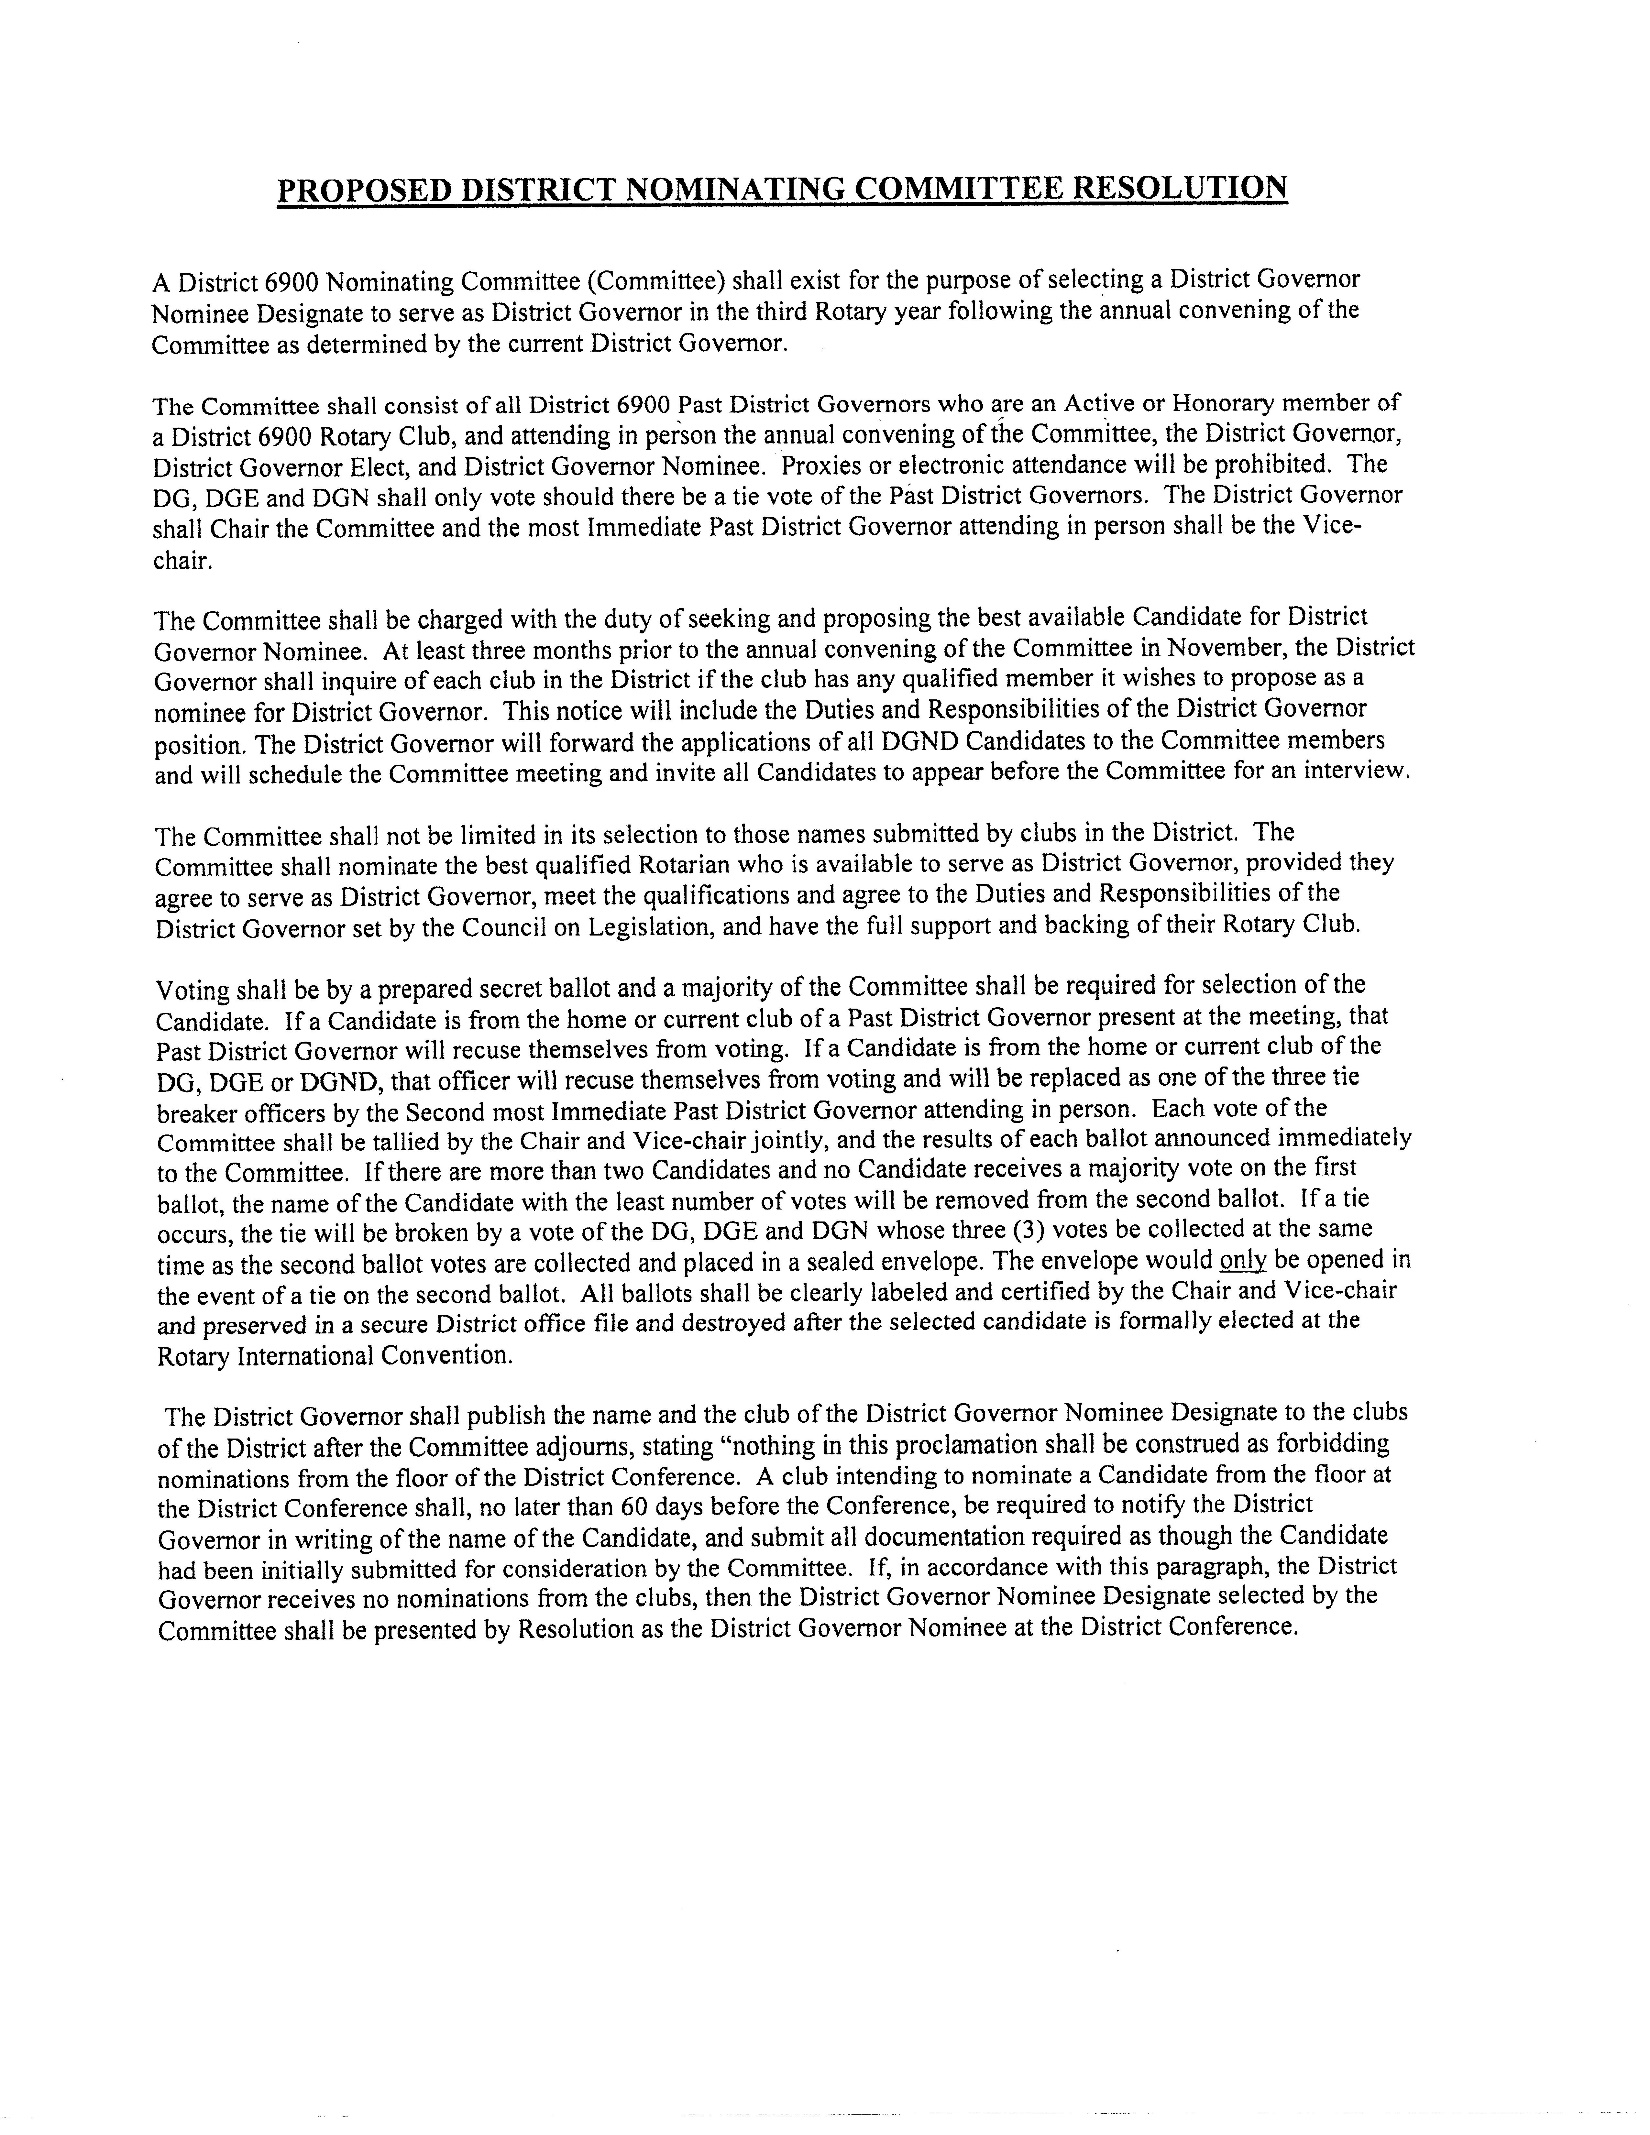 PROPOSED DISTRICT NOMINATING COMMITTEE RESOLUTION
A District 6900 Nominating Committee (Committee) shall exist for the purpose of selecting a District Governor
Nominee Designate to serve as District Governor in the third Rotary year following the annual convening of the
Committee as determined by the current District Governor.
The Committee shall consist of all District 6900 Past District Governors who are an Active or Honorary member of
a District 6900 Rotary Club, and attending in person the annual convening of the Committee, the District Governor,
District Governor Elect, and District Governor Nominee. Proxies or electronic attendance will be prohibited. The
DG, DGE and DGN shall only vote should there be a tie vote of the Past District Governors. The District Governor
shall Chair the Committee and the most Immediate Past District Governor attending in person shall be the Vice-
chair.
The Committee shall be charged with the duty of seeking and proposing the best available Candidate for District
Governor Nominee. At least three months prior to the annual convening of the Committee in November, the District
Governor shall inquire of each club in the District if the club has any qualified member it wishes to propose as a
nominee for District Governor. This notice will include the Duties and Responsibilities of the District Governor
position. The District Governor will forward the applications of all DGND Candidates to the Committee members
and will schedule the Committee meeting and invite all Candidates to appear before the Committee for an interview.
The Committee shall not be limited in its selection to those names submitted by clubs in the District. The
Committee shall nominate the best qualified Rotarian who is available to serve as District Governor, provided they
agree to serve as District Governor, meet the qualifications and agree to the Duties and Responsibilities of the
District Governor set by the Council on Legislation, and have the full support and backing of their Rotary Club.
Voting shall be by a prepared secret ballot and a majority of the Committee shall be required for selection of the
Candidate. If a Candidate is from the home or current club of a Past District Governor present at the meeting, that
Past District Governor will recuse themselves from voting. If a Candidate is from the home or current club of the
DG, DGE or DGND, that officer will recuse themselves from voting and will be replaced as one of the three tie
breaker officers by the Second most Immediate Past District Governor attending in person. Each vote of the
Committee shall be tallied by the Chair and Vice-chair jointly, and the results of each ballot announced immediately
to the Committee. If there are more than two Candidates and no Candidate receives a majority vote on the first
ballot, the name of the Candidate with the least number of votes will be removed from the second ballot. If a tie
occurs, the tie will be broken by a vote of the DG, DGE and DGN whose three (3) votes be collected at the same
time as the second ballot votes are collected and placed in a sealed envelope. The envelope would only be opened in
the event of a tie on the second ballot. All ballots shall be clearly labeled and certified by the Chair and Vice-chair
and preserved in a secure District office file and destroyed after the selected candidate is formally elected at the
Rotary International Convention.
The District Governor shall publish the name and the club of the District Governor Nominee Designate to the clubs
of the District after the Committee adjourns, stating “nothing in this proclamation shall be construed as forbidding
nominations from the floor of the District Conference. A club intending to nominate a Candidate from the floor at
the District Conference shall, no later than 60 days before the Conference, be required to notify the District
Governor in writing of the name of the Candidate, and submit all documentation required as though the Candidate
had been initially submitted for consideration by the Committee. If, in accordance with this paragraph, the District
Governor receives no nominations from the clubs, then the District Governor Nominee Designate selected by the
Committee shall be presented by Resolution as the District Governor Nominee at the District Conference.